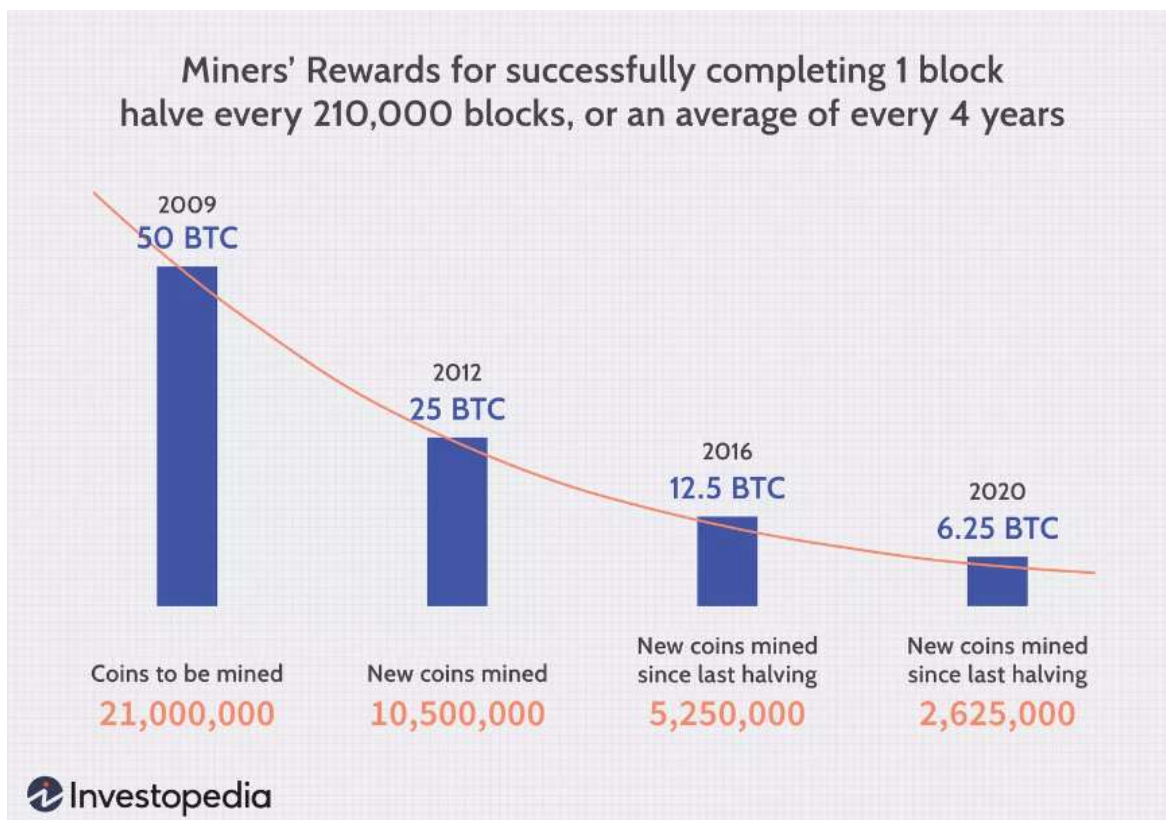 Miners' Rewards for successfully completing 1 block
halve every 210,000 blocks, or an average of every 4 years
2009
50 BTC
2012
25 BTC
2016
12.5 BTC
2020
6.25 BTC
Coins to be mined
21,000,000
New coins mined
10,500,000
New coins mined
since last halving
5,250,000
New coins mined
since last halving
2,625,000
Investopedia